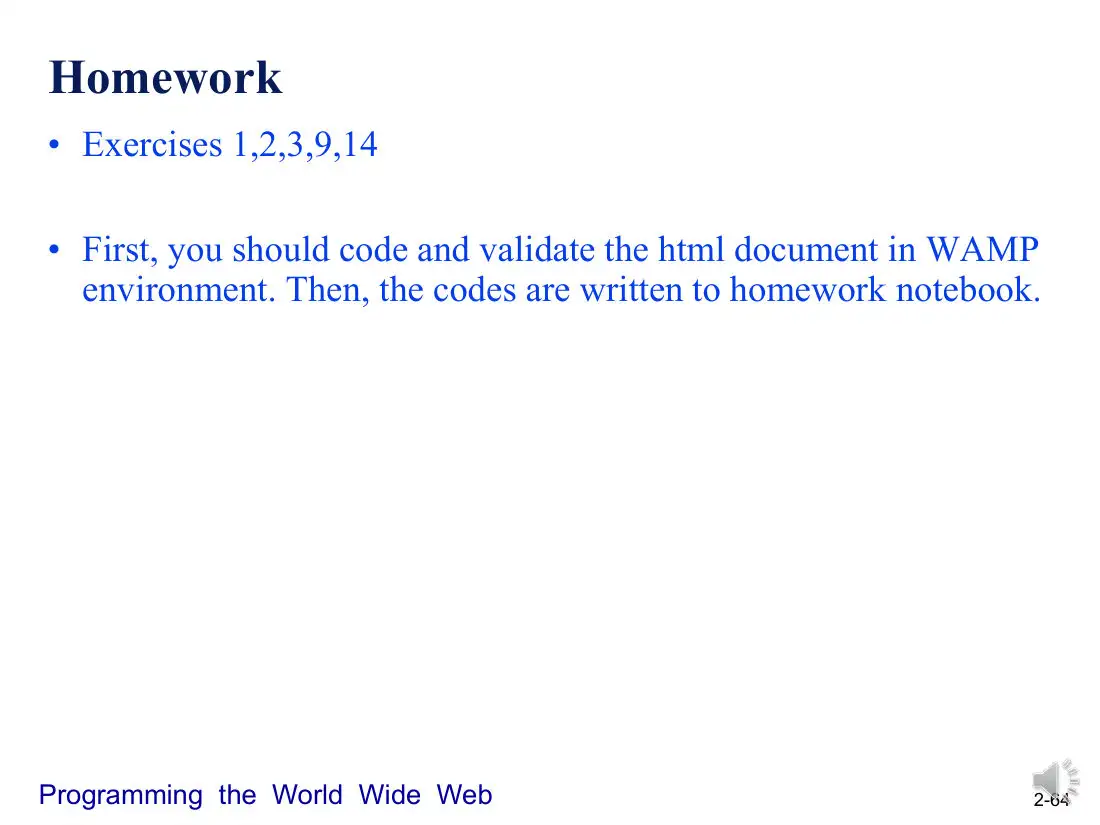 Homework
• Exercises 1,2,3,9,14
• First, you should code and validate the html document in WAMP
environment. Then, the codes are written to homework notebook.
Programming the World Wide Web
2-64